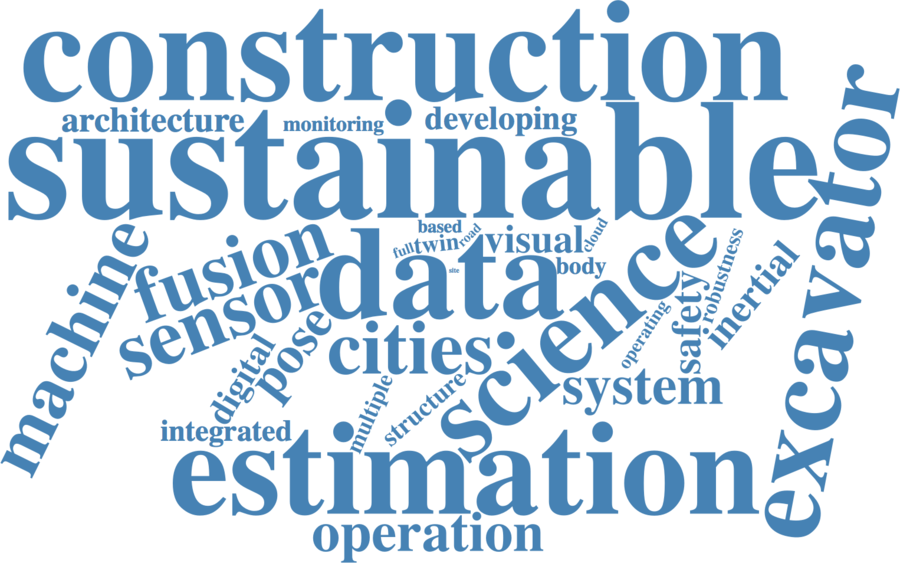 construction
architecture
monitoring
developing
sustainable
excavator
machine
fusion
sensor
based
full
twin
road
visual
cloud
site
body
data
science
robustness
inertial
safety
operating
cities
pose
digital
system
multiple
structure
integrated
estimation
operation